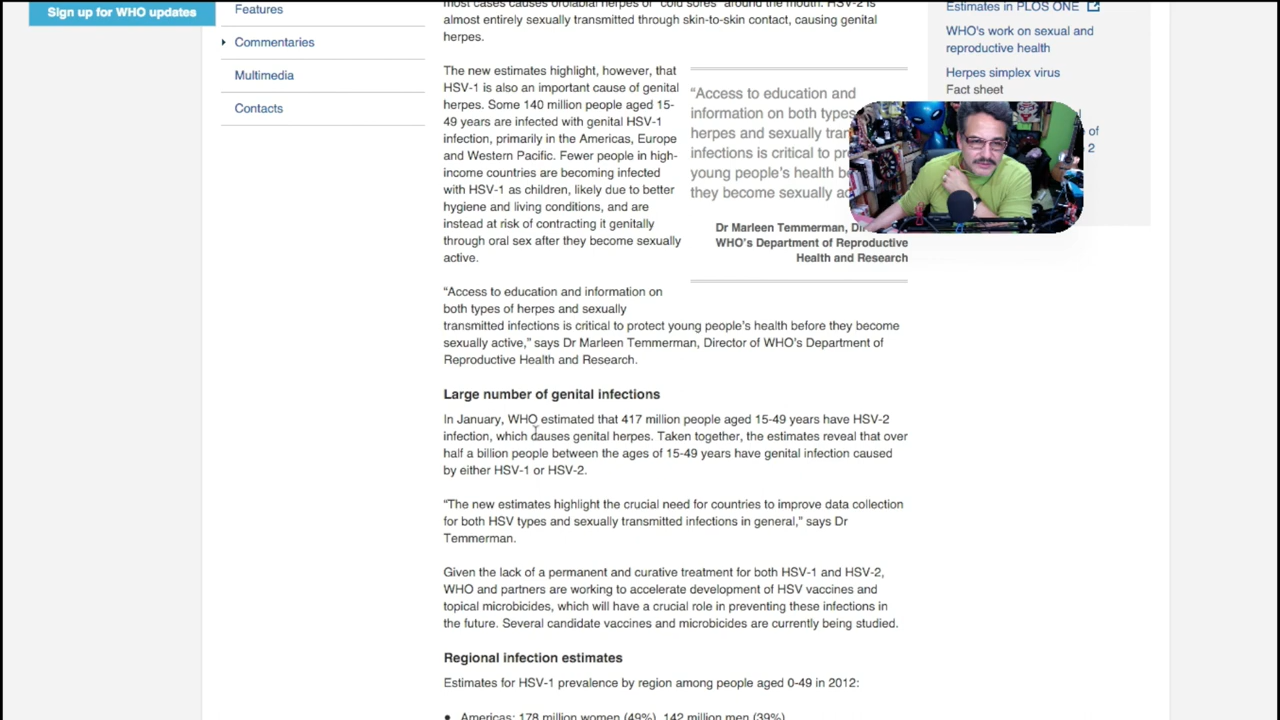 Sign up for WHO updates
Features
Commentaries
Multimedia
Contacts
most cases causes orolabial herpes or "cold sores" around the mouth. HSV-2 is
almost entirely sexually transmitted through skin-to-skin contact, causing genital
herpes.
The new estimates highlight, however, that
HSV-1 is also an important cause of genital
herpes. Some 140 million people aged 15-
49 years are infected with genital HSV-1
infection, primarily in the Americas, Europe
and Western Pacific. Fewer people in high-
income countries are becoming infected
with HSV-1 as children, likely due to better
hygiene and living conditions, and are
instead at risk of contracting it genitally
through oral sex after they become sexually
active.
“Access to education and
information on both types
herpes and sexually
infections is critical to
young people’s health
they become sexually
Dr Marleen Temmerman,
WHO’s Department of Reproductive
Health and Research
“Access to education and information on
both types of herpes and sexually
transmitted infections is critical to protect young people’s health before they become
sexually active,” says Dr Marleen Temmerman, Director of WHO’s Department of
Reproductive Health and Research.
Large number of genital infections
In January, WHO estimated that 417 million people aged 15-49 years have HSV-2
infection, which causes genital herpes. Taken together, the estimates reveal that over
half a billion people between the ages of 15-49 years have genital infection caused
by either HSV-1 or HSV-2.
“The new estimates highlight the crucial need for countries to improve data collection
for both HSV types and sexually transmitted infections in general,” says Dr
Temmerman.
Given the lack of a permanent and curative treatment for both HSV-1 and HSV-2,
WHO and partners are working to accelerate development of HSV vaccines and
topical microbicides, which will have a crucial role in preventing these infections in
the future. Several candidate vaccines and microbicides are currently being studied.
Regional infection estimates
Estimates for HSV-1 prevalence by region among people aged 0-49 in 2012:
• Americas: 178 million women (49%), 142 million men (39%)
Estimates in PLOS ONE
WHO's work on sexual and
reproductive health
Herpes simplex virus
Fact sheet
of
2